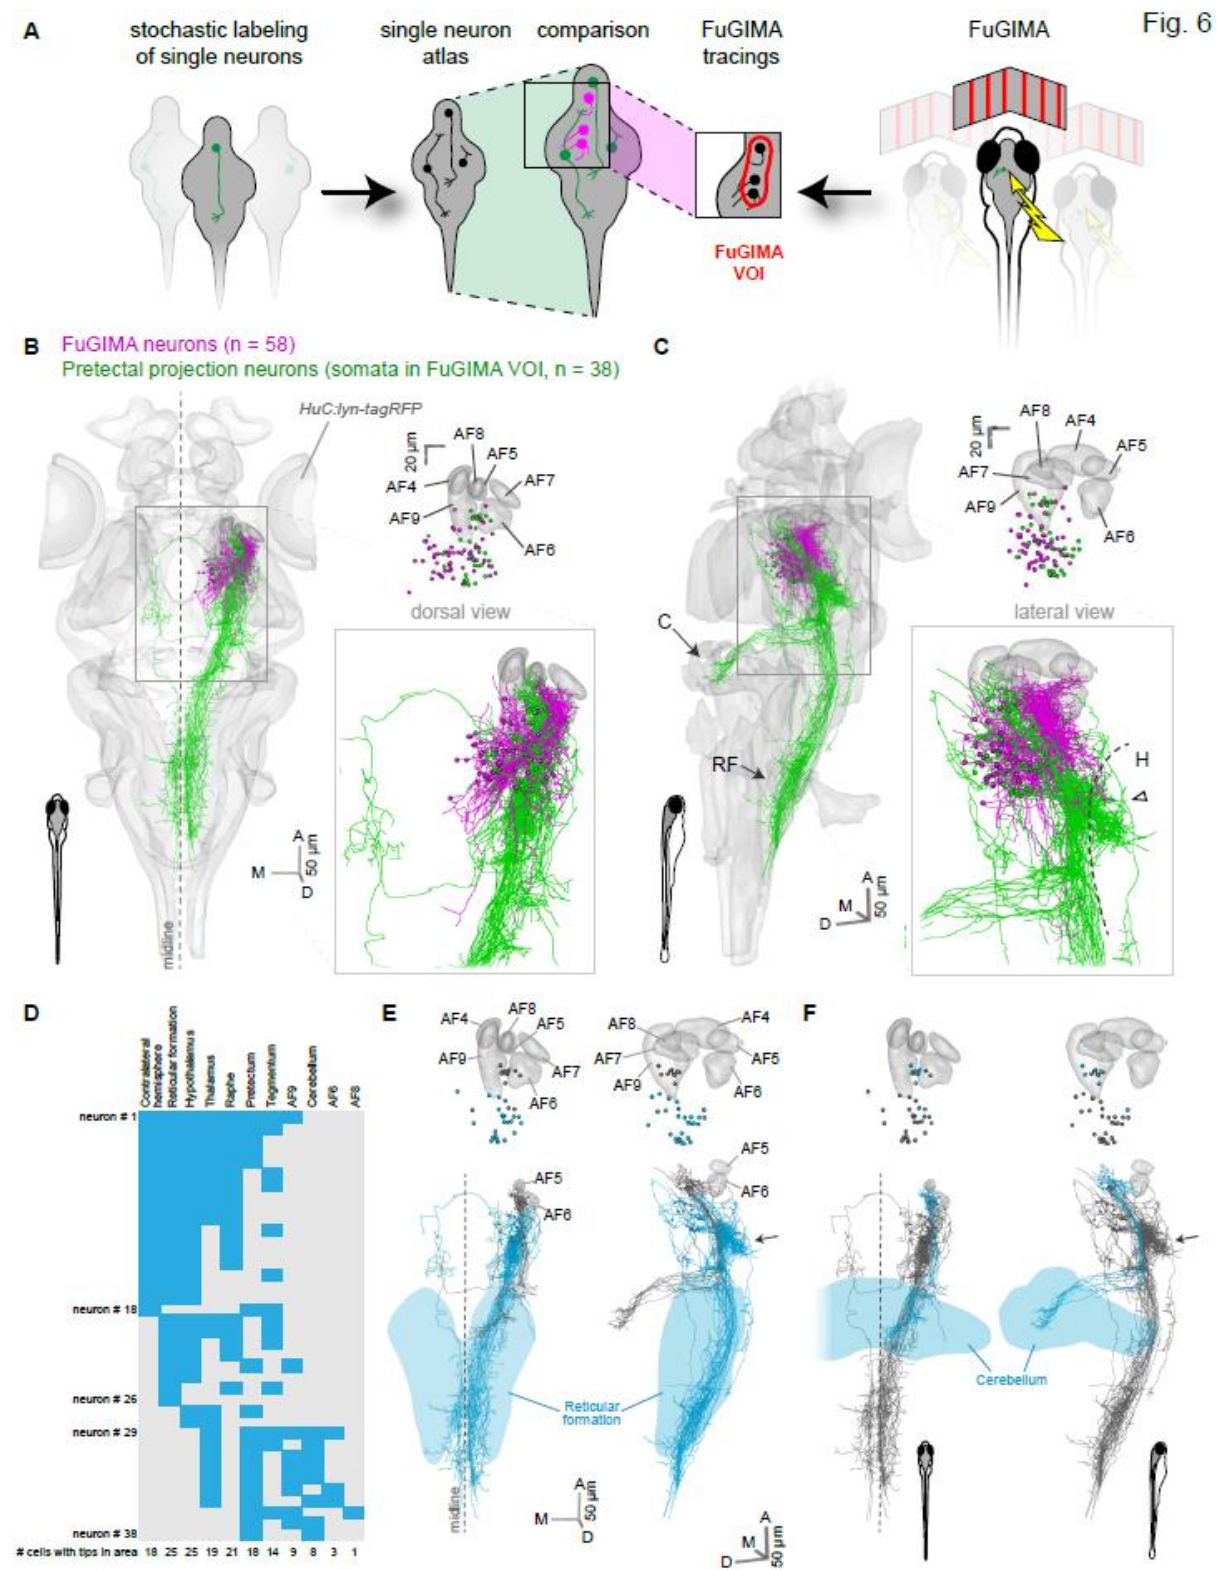 Fig. 6
A
stochastic labeling
of single neurons
single neuron
atlas
comparison
FuGIMA
tracings
FuGIMA
FuGIMA
VOI
B
FuGIMA neurons (n = 58)
Pretectal projection neurons (somata in FuGIMA VOI, n = 38)
HuC:lyn-tagRFP
20 µm
AF8
AF5
AF4
AF7
AF9
AF6
dorsal view
A
M
D
50 µm
midline
C
AF8
AF4
20 µm
AF5
AF7
AF9
AF6
lateral view
C
RF
H
A
M
D
50 µm
D
Contralateral
hemisphere
Reticular formation
Hypothalamus
Thalamus
Raphe
Pretectum
Tegmentum
AF9
Cerebellum
AF6
AF8
neuron # 1
neuron # 18
neuron # 26
neuron # 29
neuron # 38
# cells with tips in area 18 25 25 19 21 18 14 9 8 3 1
E
AF4
AF8
AF5
AF9
AF7
AF6
AF8
AF4
AF7
AF5
AF9
AF6
AF5
AF6
AF5
AF6
Reticular
formation
midline
A
M
D
50 µm
A
M
D
50 µm
F
Cerebellum